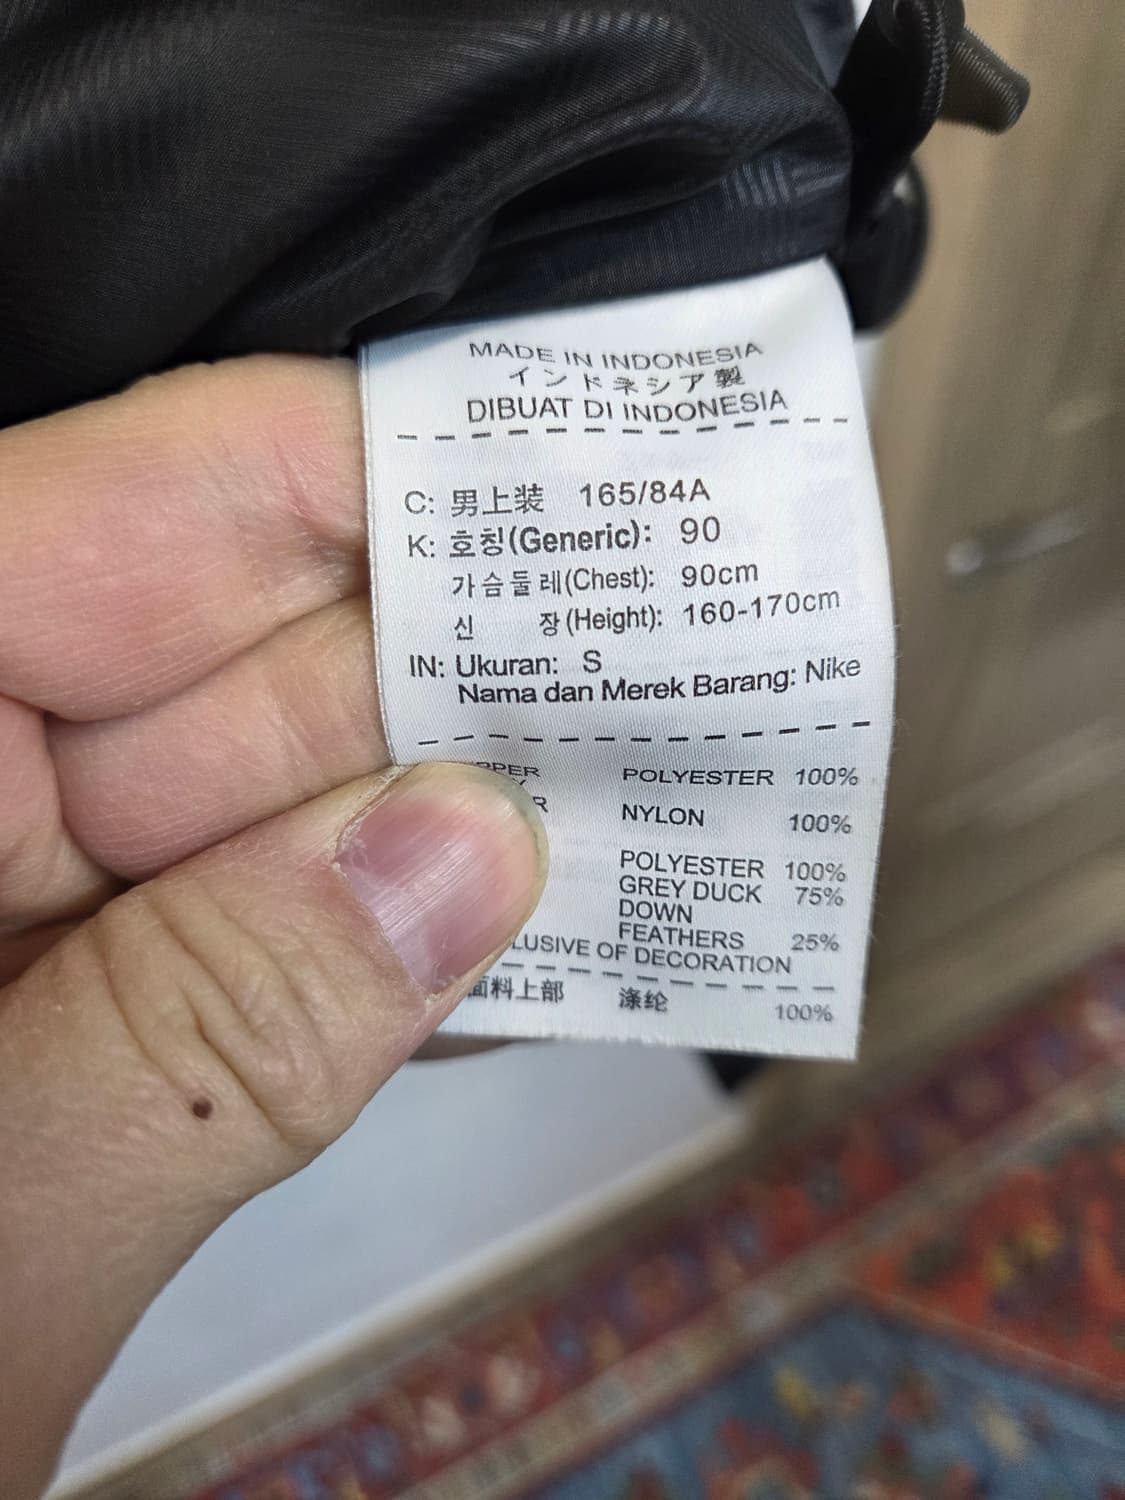 MADE IN INDONESIA
インドネシア製
DIBUAT DI INDONESIA
C: 男上装 165/84A
K: 호칭(Generic): 90
가슴둘레(Chest): 90cm
신 장(Height): 160-170cm
IN: Ukuran: S
Nama dan Merek Barang: Nike
POLYESTER 100%
NYLON 100%
POLYESTER 100%
GREY DUCK 75%
DOWN
FEATHERS 25%
OF DECORATION
面料上部 涤纶 100%